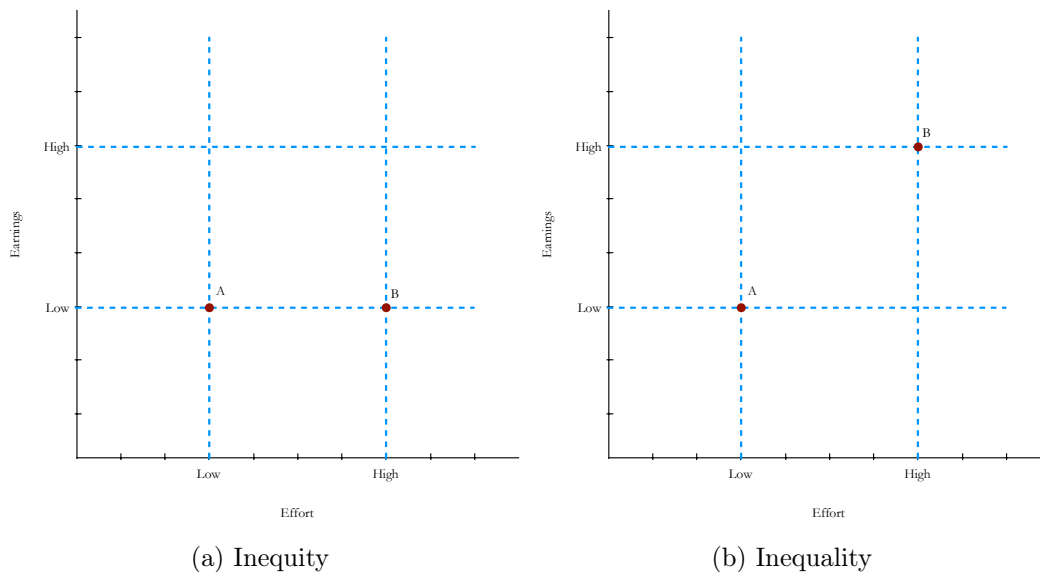 High
Low
Earnings
A
B
Low
High
Effort
(a) Inequity
High
Low
Earnings
B
A
Low
High
Effort
(b) Inequality